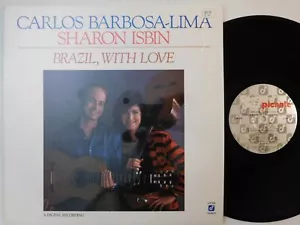 CARLOS BARBOSA-LIMA
SHARON ISBIN
BRAZIL, WITH LOVE
A DIGITAL RECORDING
picante